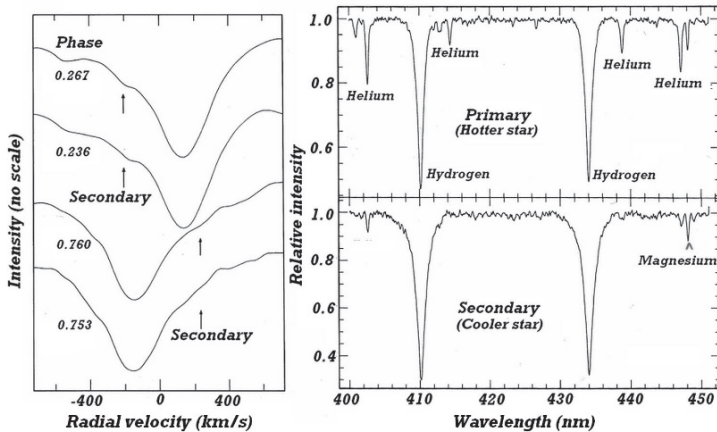 Phase
0.267
0.236
Secondary
0.760
0.753
Secondary
Intensity (no scale)
-400
0
400
Radial velocity (km/s)
1.0
0.8
0.6
Helium
Helium
Helium
Helium
Primary
(Hotter star)
Hydrogen
Hydrogen
Relative intensity
1.0
0.8
0.6
0.4
Magnesium
Secondary
(Cooler star)
400
410
420
430
440
450
Wavelength (nm)